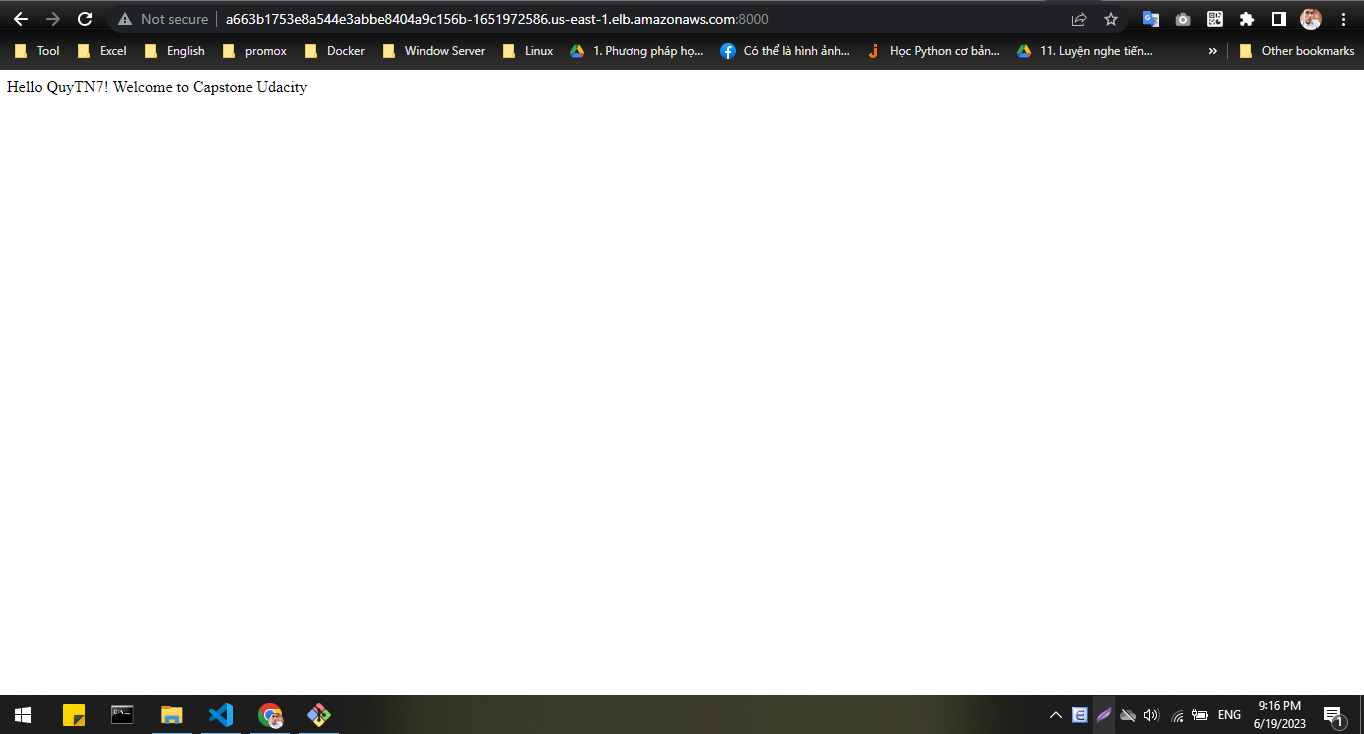 Not secure a663b1753e8a544e3abbe8404a9c156b-1651972586.us-east-1.elb.amazonaws.com:8000
Tool Excel English promox Docker Window Server Linux 1. Phương pháp họ... Có thể là hình ảnh... Học Python cơ bản... 11. Luyện nghe tiến... » Other bookmarks
Hello QuyTN7! Welcome to Capstone Udacity
ENG
9:16 PM
6/19/2023
1